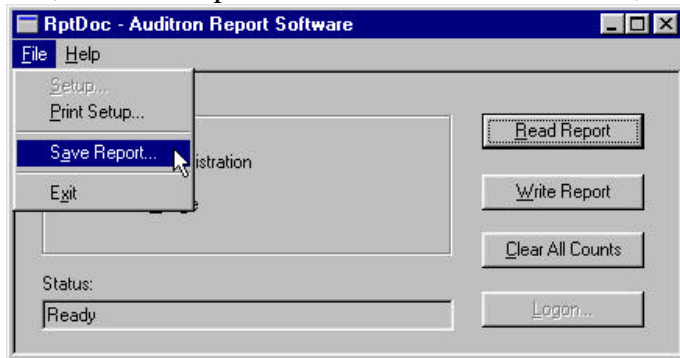 RptDoc - Auditron Report Software
File Help
Setup...
Print Setup...
Save Report...
Exit
istration
Read Report
Write Report
Clear All Counts
Logon...
Status:
Ready